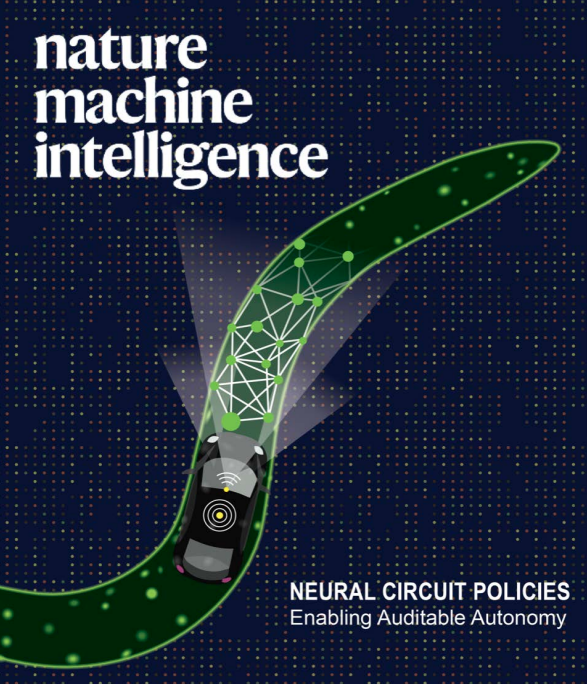 nature
machine
intelligence
NEURAL CIRCUIT POLICIES
Enabling Auditable Autonomy